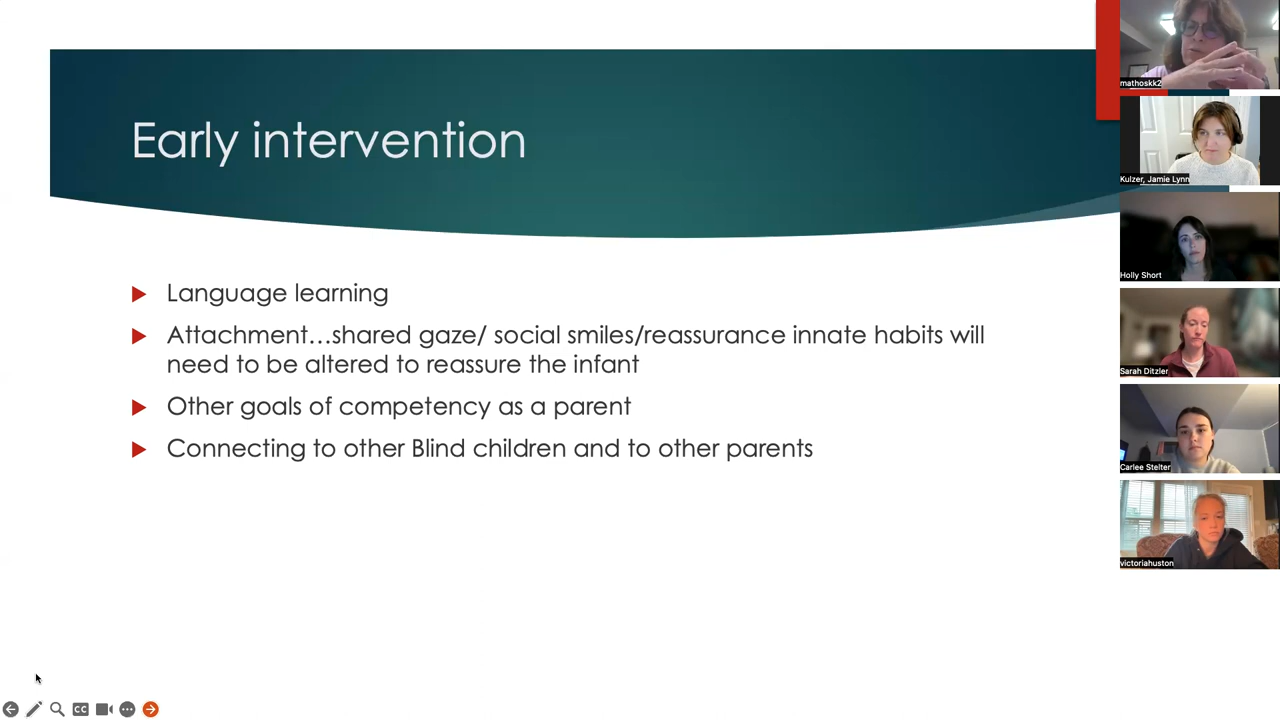 Early intervention
Language learning
Attachment...shared gaze/ social smiles/reassurance innate habits will
need to be altered to reassure the infant
Other goals of competency as a parent
Connecting to other Blind children and to other parents
mathoskk2
Kulzer, Jamie Lynn
Holly Short
Sarah Ditzler
Carlee Stelter
victoriahuston
CC